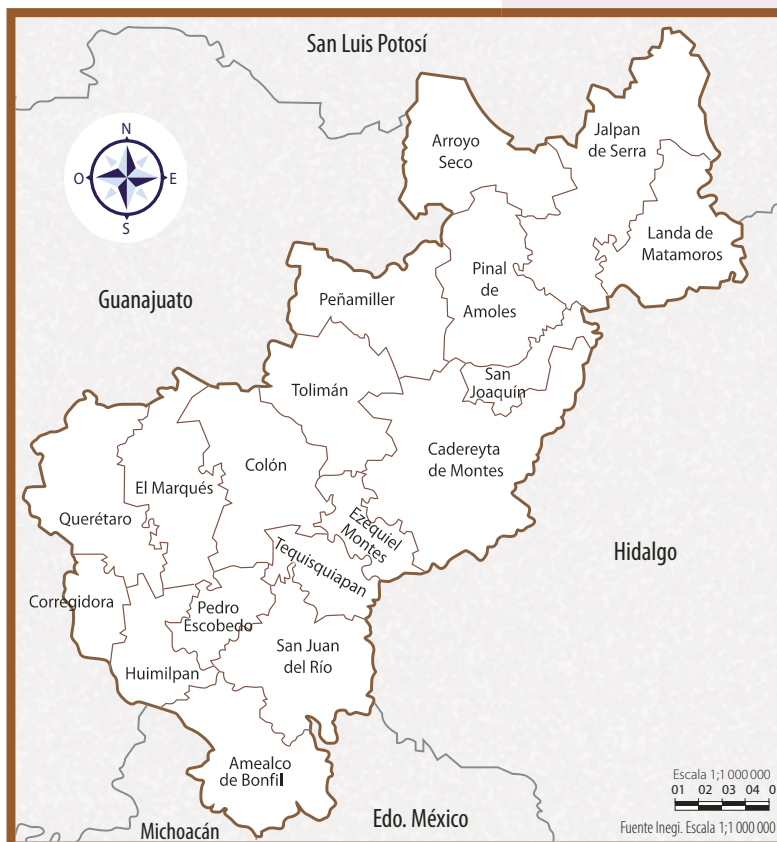 San Luis Potosí
N
O
E
S
Arroyo
Seco
Jalpan
de Serra
Landa de
Matamoros
Pinal
de
Amoles
Guanajuato
Peñamiller
San
Joaquín
Tolimán
Cadereyta
de Montes
Colón
El Marqués
Querétaro
Ezequiel
Montes
Tequisquiapan
Hidalgo
Corregidora
Pedro
Escobedo
San Juan
del Río
Huimilpan
Amealco
de Bonfil
Michoacán
Edo. México
Escala 1;1 000 000
01 02 03 04 0
Fuente Inegi. Escala 1;1 000 000